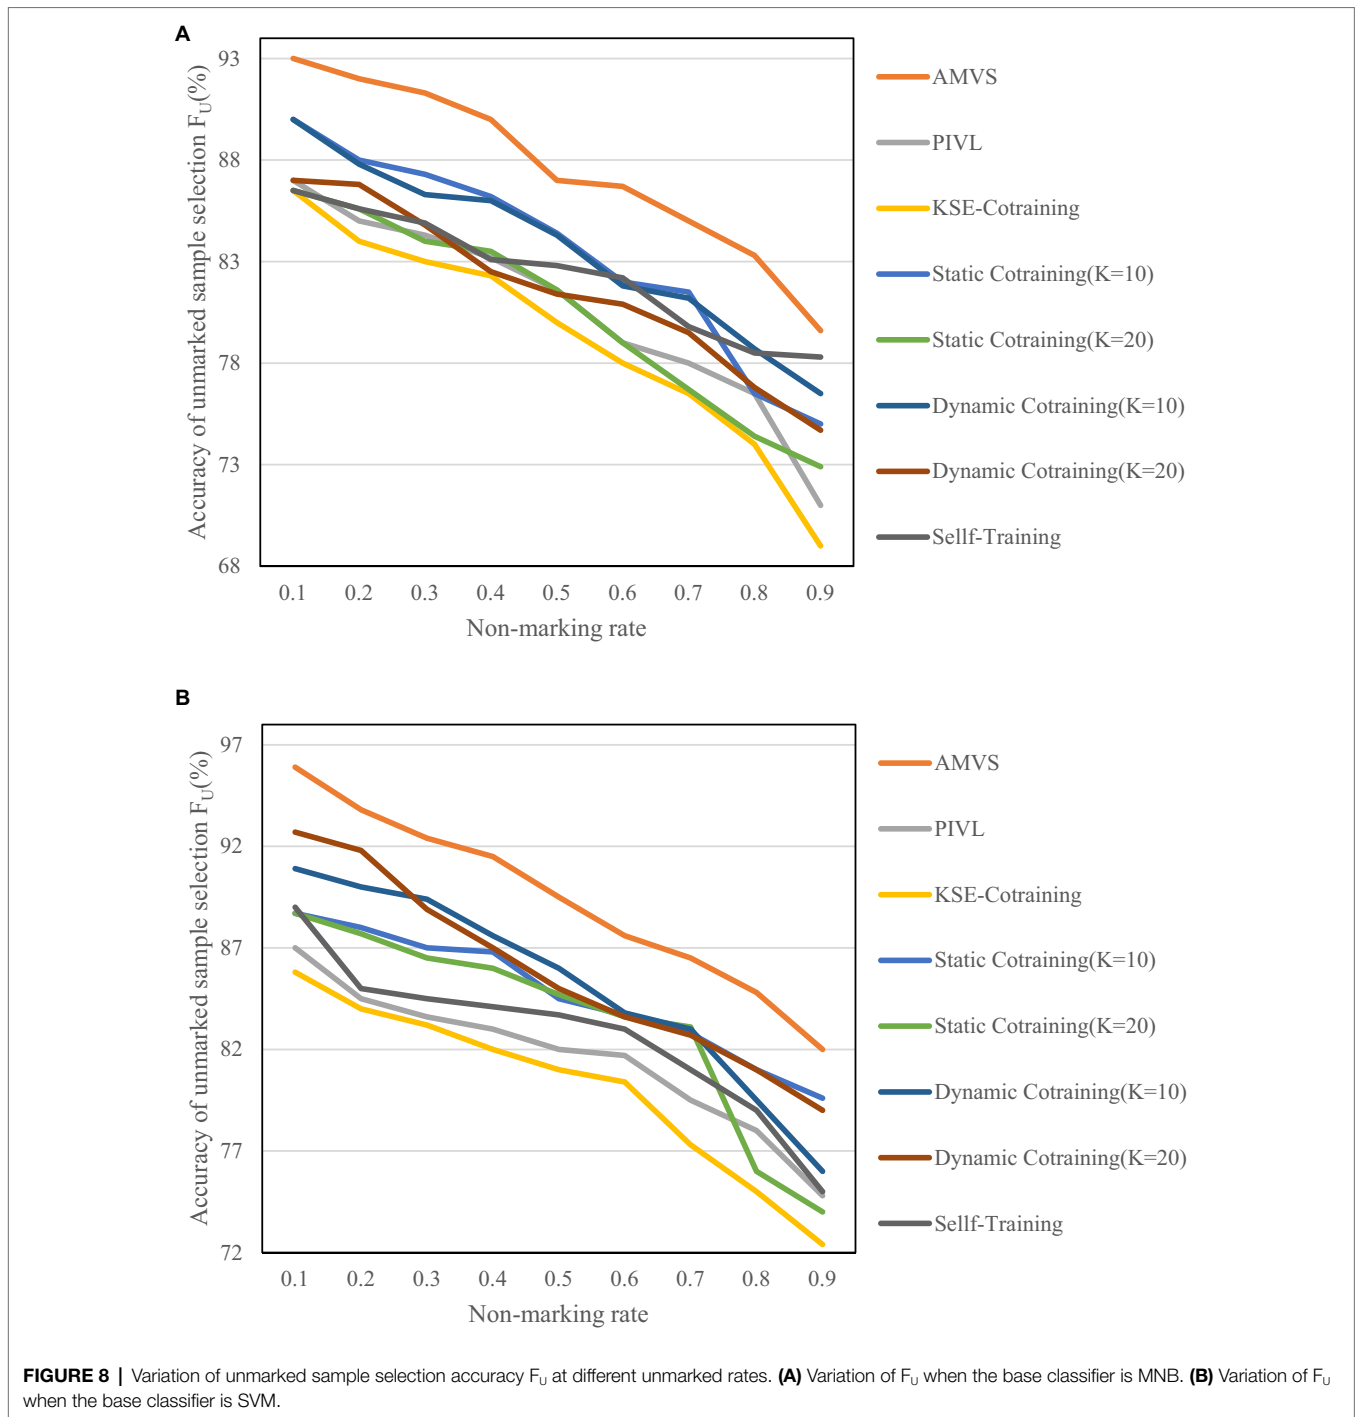 A
Accuracy of unmarked sample selection FU(%)
93
88
83
78
73
68
0.1 0.2 0.3 0.4 0.5 0.6 0.7 0.8 0.9
Non-marking rate
AMVS
PIVL
KSE-Cotraining
Static Cotraining(K=10)
Static Cotraining(K=20)
Dynamic Cotraining(K=10)
Dynamic Cotraining(K=20)
Sellf-Training
B
Accuracy of unmarked sample selection FU(%)
97
92
87
82
77
72
0.1 0.2 0.3 0.4 0.5 0.6 0.7 0.8 0.9
Non-marking rate
AMVS
PIVL
KSE-Cotraining
Static Cotraining(K=10)
Static Cotraining(K=20)
Dynamic Cotraining(K=10)
Dynamic Cotraining(K=20)
Sellf-Training
FIGURE 8 | Variation of unmarked sample selection accuracy FU at different unmarked rates. (A) Variation of FU when the base classifier is MNB. (B) Variation of FU
when the base classifier is SVM.